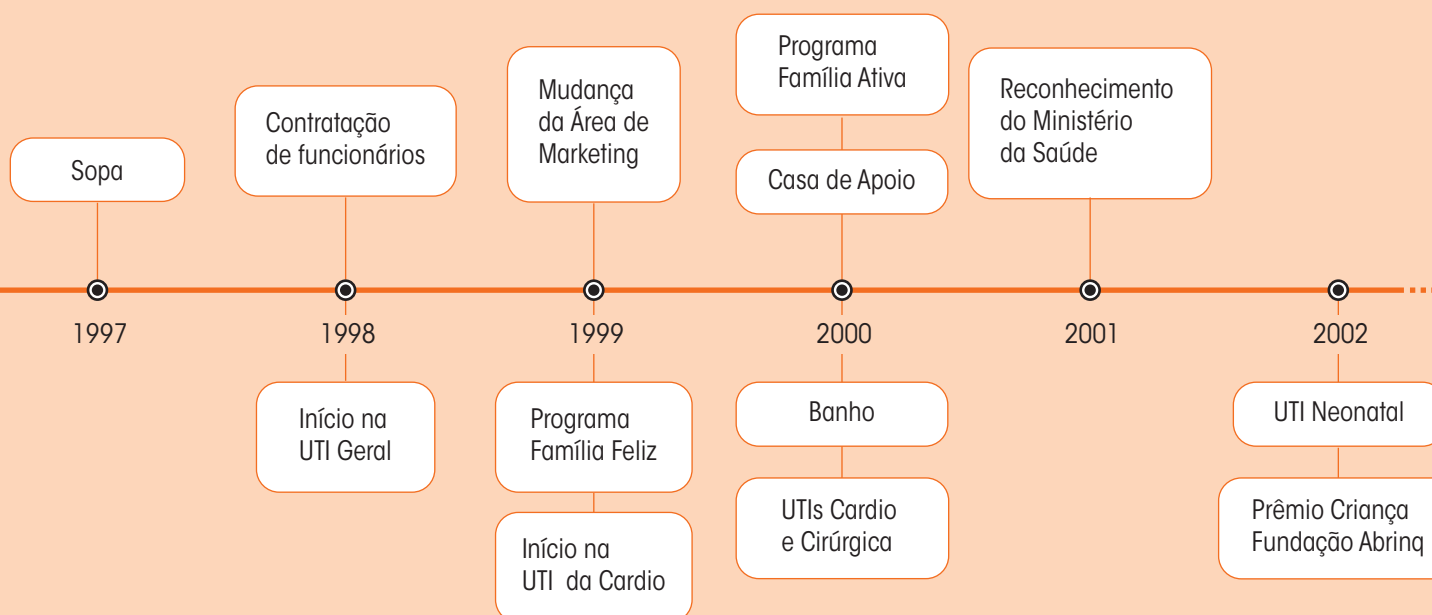 Sopa
1997
Contratação
de funcionários
1998
Início na
UTI Geral
Mudança
da Área de
Marketing
1999
Programa
Família Feliz
Início na
UTI da Cardio
Programa
Família Ativa
Casa de Apoio
2000
Banho
UTIs Cardio
e Cirúrgica
Reconhecimento
do Ministério
da Saúde
2001
2002
UTI Neonatal
Prêmio Criança
Fundação Abrinq